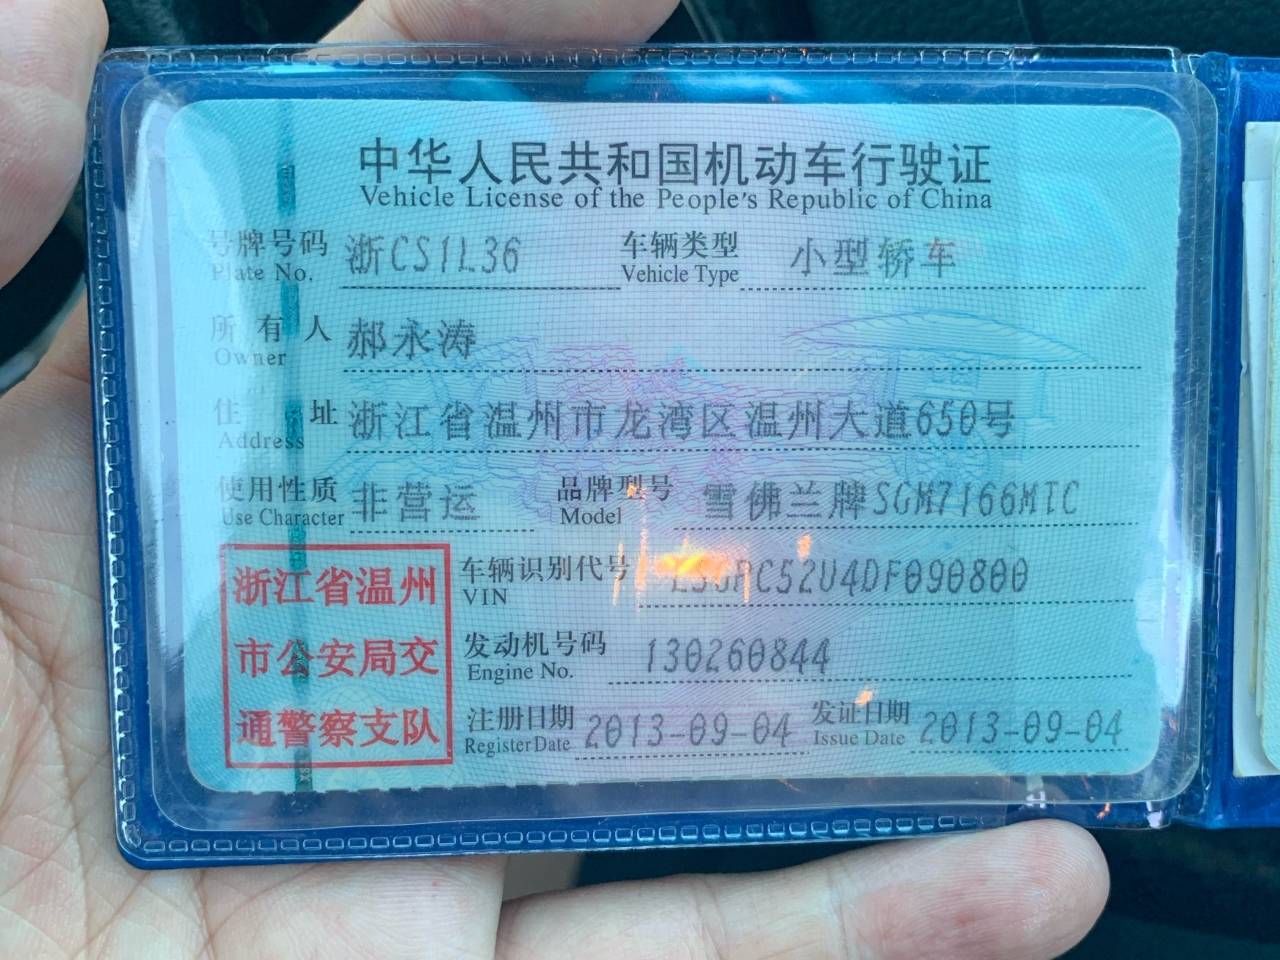 中华人民共和国机动车行驶证
Vehicle License of the People's Republic of China
号牌号码 浙CS1L36 车辆类型 小型轿车
Plate No. Vehicle Type
所有人 郝永涛
Owner
住址 浙江省温州市龙湾区温州大道650号
Address
使用性质 非营运 品牌型号 雪佛兰牌SGM7166MTC
Use Character Model
浙江省温州
市公安局交
通警察支队
车辆识别代号 C52U4DF090800
VIN
发动机号码 130260844
Engine No.
注册日期 2013-09-04 发证日期 2013-09-04
Register Date Issue Date